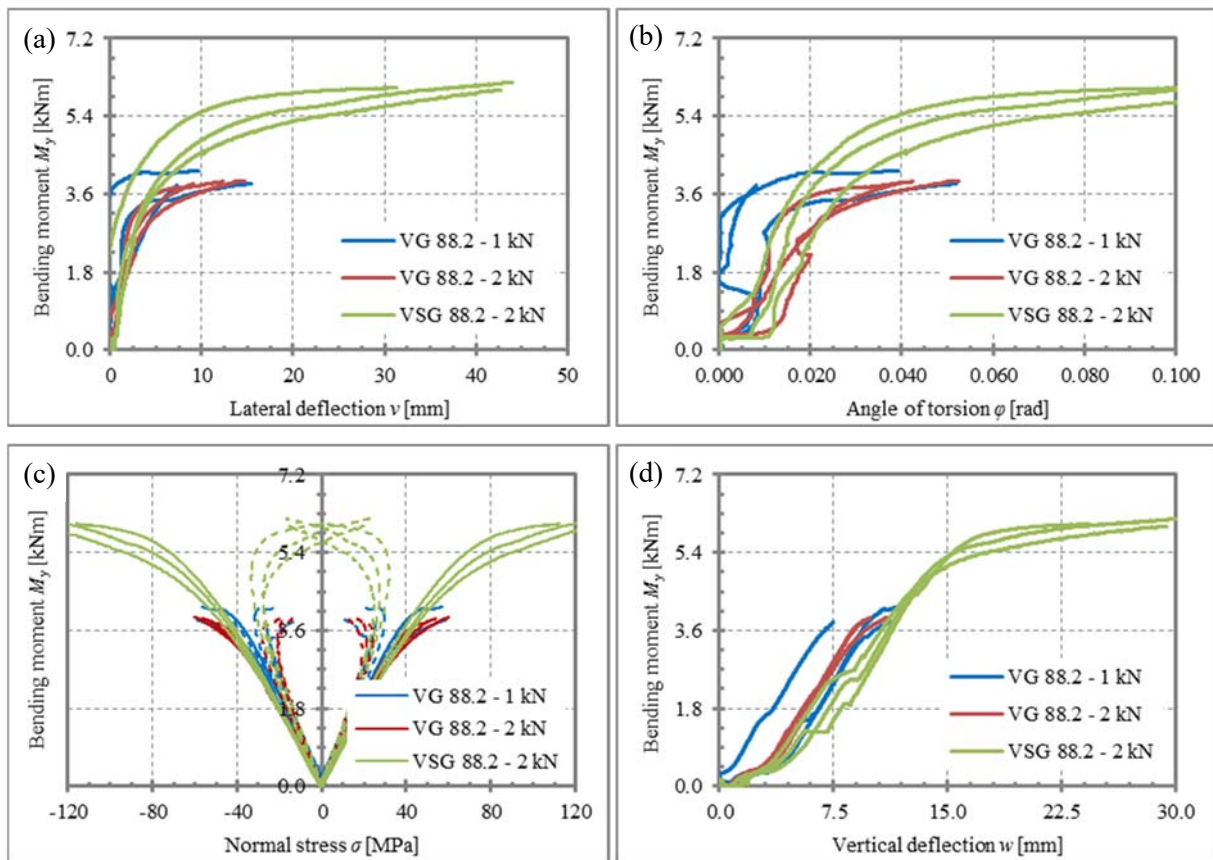 (a)
7.2
5.4
3.6
1.8
0.0
Bending moment My [kNm]
VG 88.2 - 1 kN
VG 88.2 - 2 kN
VSG 88.2 - 2 kN
0 10 20 30 40 50
Lateral deflection v [mm]
(b)
7.2
5.4
3.6
1.8
0.0
Bending moment My [kNm]
VG 88.2 - 1 kN
VG 88.2 - 2 kN
VSG 88.2 - 2 kN
0.000 0.020 0.040 0.060 0.080 0.100
Angle of torsion φ [rad]
(c)
7.2
5.4
3.6
1.8
0.0
Bending moment My [kNm]
VG 88.2 - 1 kN
VG 88.2 - 2 kN
VSG 88.2 - 2 kN
-120 -80 -40 0 40 80 120
Normal stress σ [MPa]
(d)
7.2
5.4
3.6
1.8
0.0
Bending moment My [kNm]
VG 88.2 - 1 kN
VG 88.2 - 2 kN
VSG 88.2 - 2 kN
0.0 7.5 15.0 22.5 30.0
Vertical deflection w [mm]